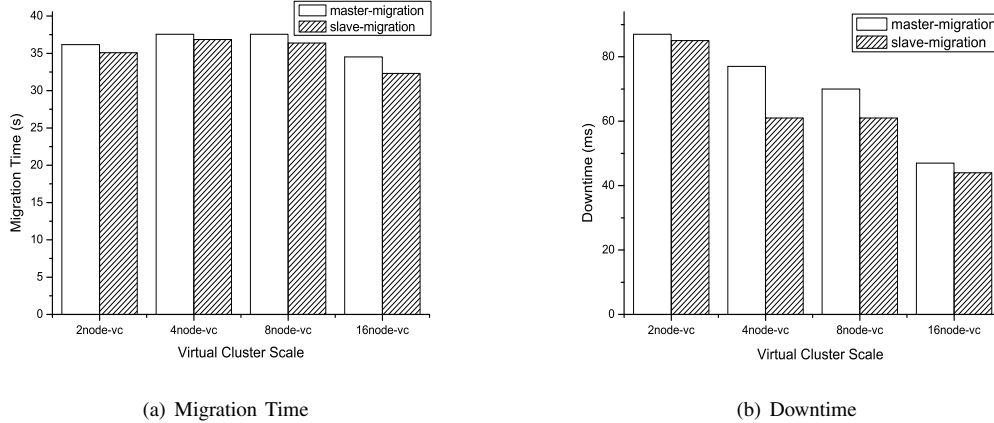 master-migration
slave-migration
40
35
30
25
20
15
10
5
0
Migration Time (s)
2node-vc 4node-vc 8node-vc 16node-vc
Virtual Cluster Scale
(a) Migration Time
master-migration
slave-migration
80
60
40
20
0
Downtime (ms)
2node-vc 4node-vc 8node-vc 16node-vc
Virtual Cluster Scale
(b) Downtime